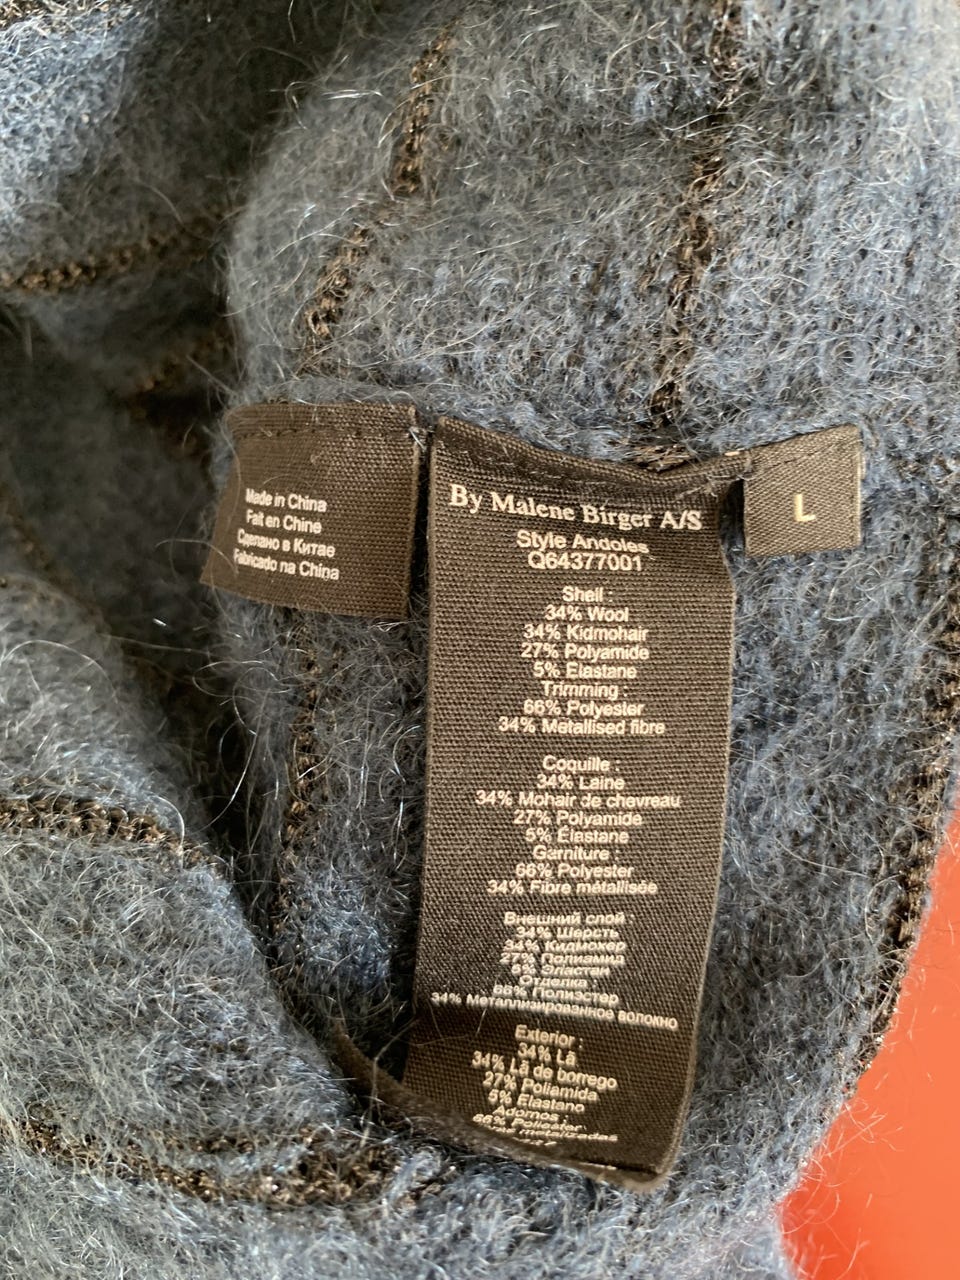 Made in China
Fait en Chine
Сделано в Китае
Fabricado na China
By Malene Birger A/S
Style Andoles
Q64377001
Shell :
34% Wool
34% Kidmohair
27% Polyamide
5% Elastane
Trimming :
66% Polyester
34% Metallised fibre
Coquille :
34% Laine
34% Mohair de chevreau
27% Polyamide
5% Élastane
Garniture :
66% Polyester
34% Fibre métallisée
Внешний слой :
34% Шерсть
34% Кидмохер
27% Полиамид
5% Эластан
Отделка
66% Полиэстер
34% Металлизированное волокно
Exterior :
34% Lã
34% Lã de borrego
27% Poliamida
5% Elastano
Adornos :
66% Poliéster
L